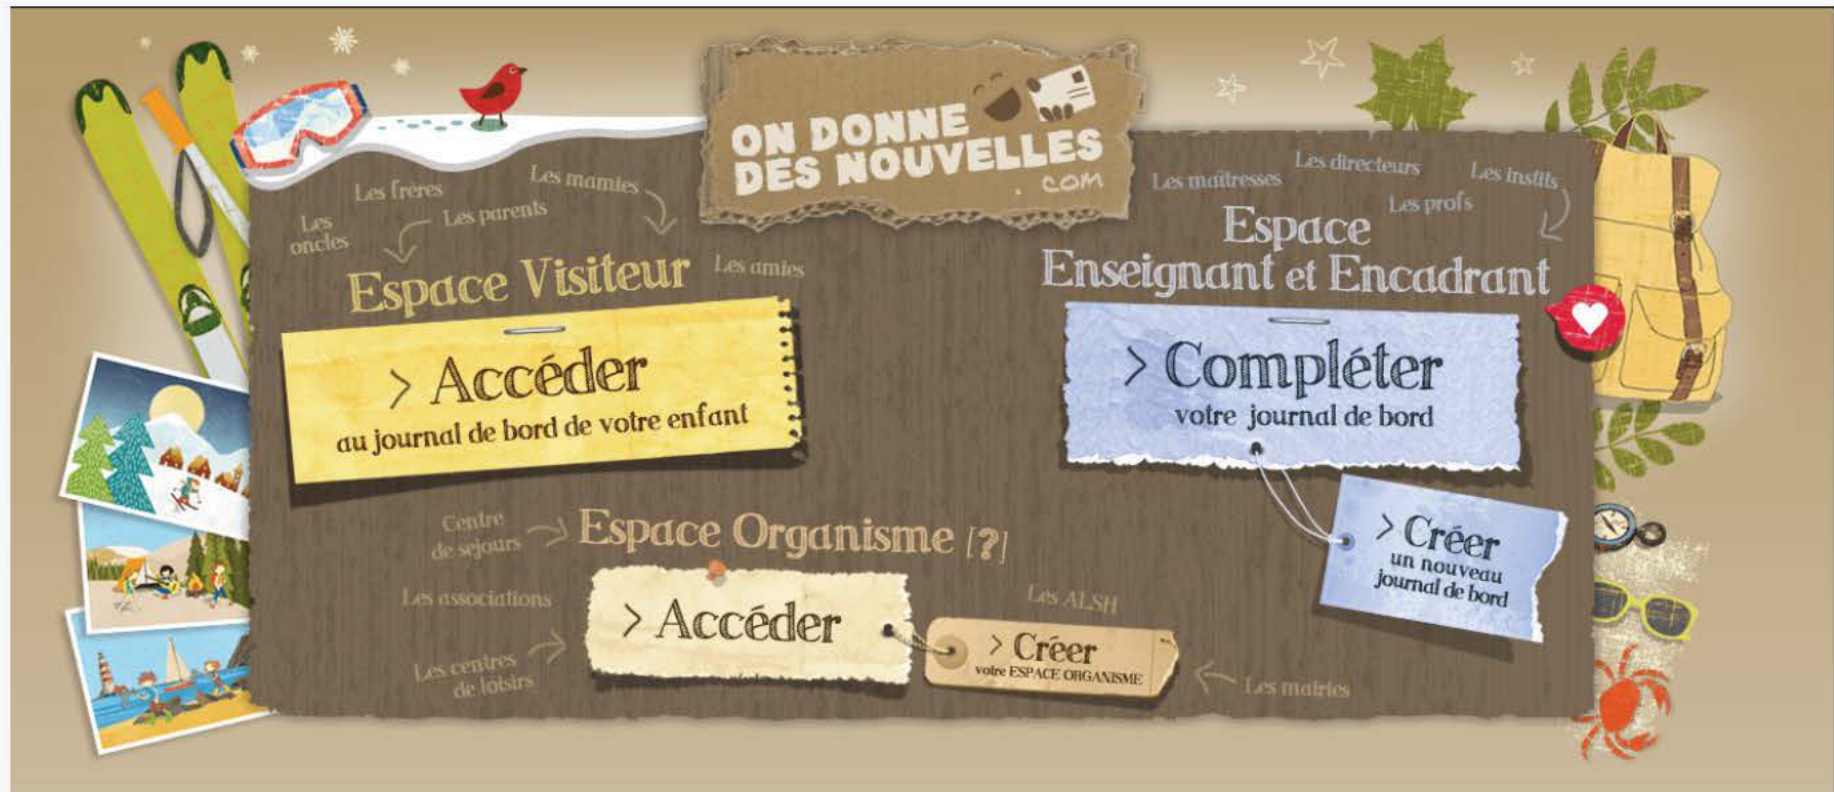 ON DONNE
DES NOUVELLES
. COM
Les frères
Les mamies
Les oncles
Les parents
Les amies
Espace Visiteur
> Accéder
au journal de bord de votre enfant
Les maîtresses
Les directeurs
Les instits
Les profs
Espace
Enseignant et Encadrant
> Compléter
votre journal de bord
> Créer
un nouveau
journal de bord
Centre
de sejours
Espace Organisme [?]
Les associations
Les centres
de loisirs
> Accéder
Les ALSH
> Créer
votre ESPACE ORGANISME
Les mairies